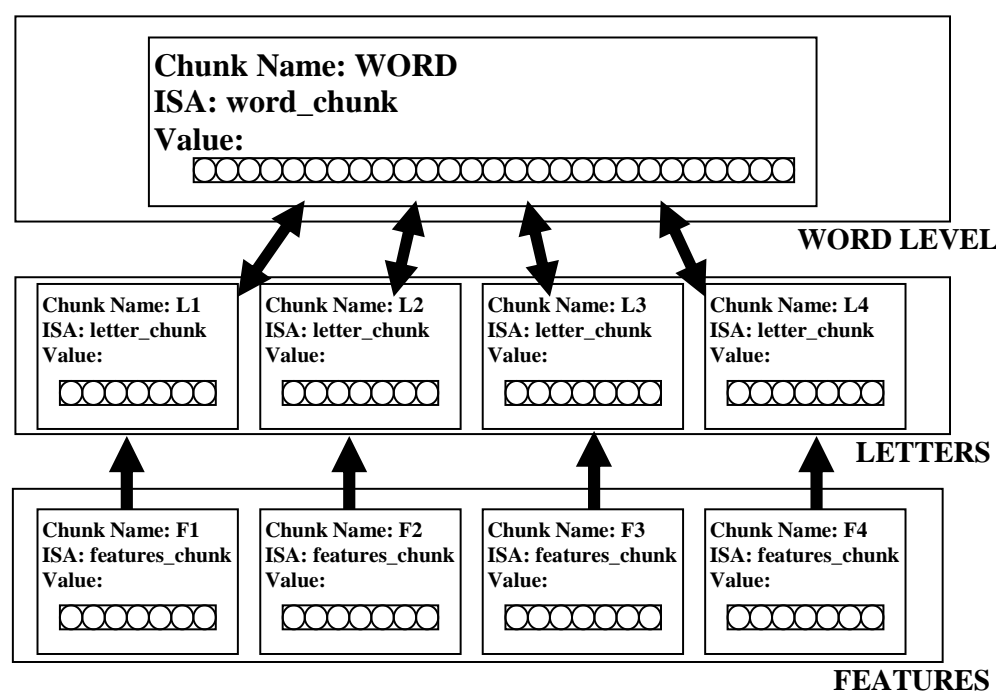 Chunk Name: WORD
ISA: word_chunk
Value:
WORD LEVEL
Chunk Name: L1
ISA: letter_chunk
Value:
Chunk Name: L2
ISA: letter_chunk
Value:
Chunk Name: L3
ISA: letter_chunk
Value:
Chunk Name: L4
ISA: letter_chunk
Value:
LETTERS
Chunk Name: F1
ISA: features_chunk
Value:
Chunk Name: F2
ISA: features_chunk
Value:
Chunk Name: F3
ISA: features_chunk
Value:
Chunk Name: F4
ISA: features_chunk
Value:
FEATURES